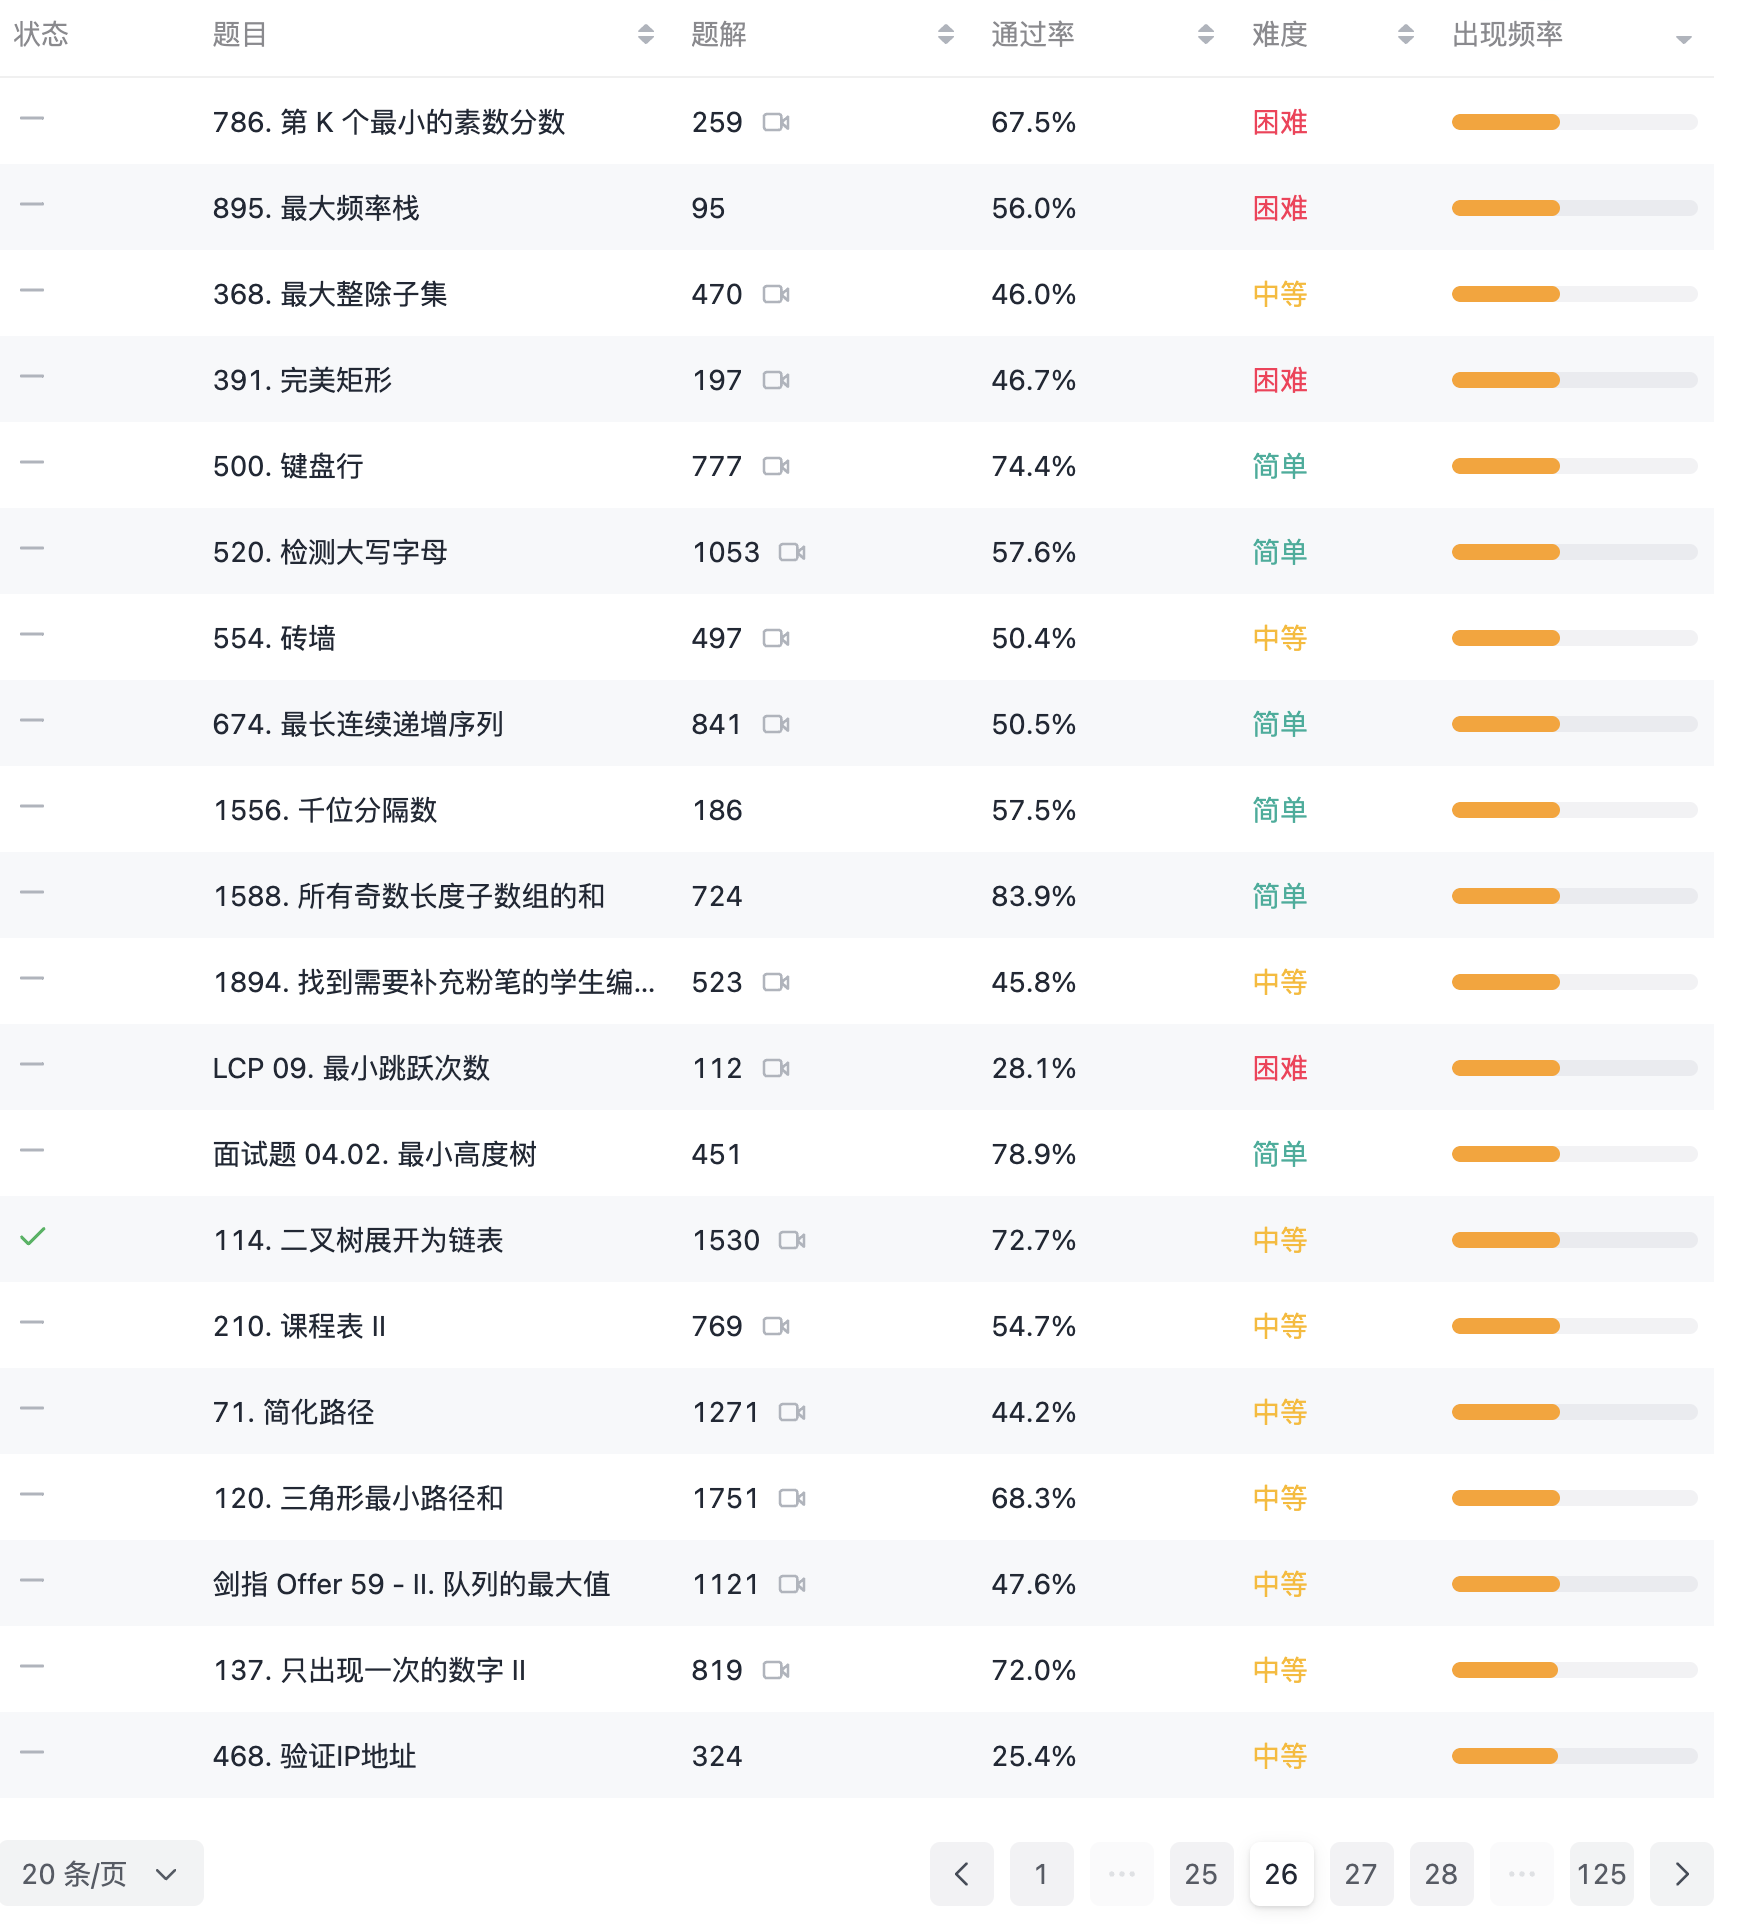 状态 题目 题解 通过率 难度 出现频率
786. 第 K 个最小的素数分数 259 67.5% 困难
895. 最大频率栈 95 56.0% 困难
368. 最大整除子集 470 46.0% 中等
391. 完美矩形 197 46.7% 困难
500. 键盘行 777 74.4% 简单
520. 检测大写字母 1053 57.6% 简单
554. 砖墙 497 50.4% 中等
674. 最长连续递增序列 841 50.5% 简单
1556. 千位分隔数 186 57.5% 简单
1588. 所有奇数长度子数组的和 724 83.9% 简单
1894. 找到需要补充粉笔的学生编... 523 45.8% 中等
LCP 09. 最小跳跃次数 112 28.1% 困难
面试题 04.02. 最小高度树 451 78.9% 简单
114. 二叉树展开为链表 1530 72.7% 中等
210. 课程表 II 769 54.7% 中等
71. 简化路径 1271 44.2% 中等
120. 三角形最小路径和 1751 68.3% 中等
剑指 Offer 59 - II. 队列的最大值 1121 47.6% 中等
137. 只出现一次的数字 II 819 72.0% 中等
468. 验证IP地址 324 25.4% 中等
20 条/页 1 ... 25 26 27 28 ... 125